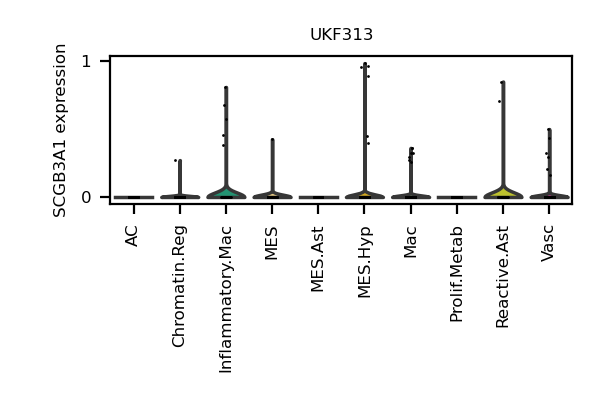 UKF313
SCGB3A1 expression
1
0
AC
Chromatin.Reg
Inflammatory.Mac
MES
MES.Ast
MES.Hyp
Mac
Prolif.Metab
Reactive.Ast
Vasc